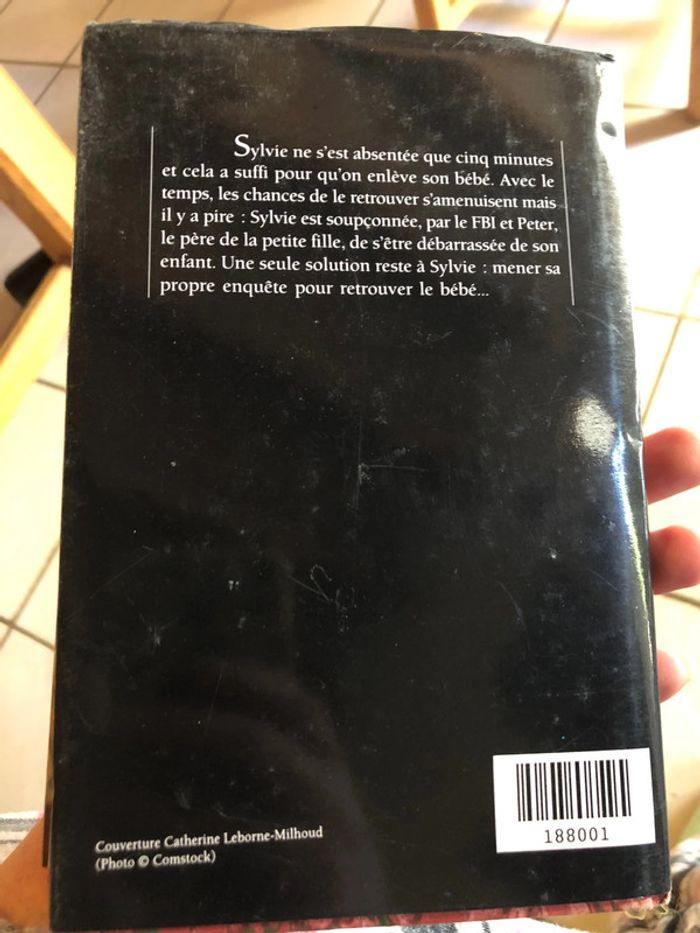 Sylvie ne s'est absentée que cinq minutes
et cela a suffi pour qu'on enlève son bébé. Avec le
temps, les chances de le retrouver s'amenuisent mais
il y a pire : Sylvie est soupçonnée, par le FBI et Peter,
le père de la petite fille, de s'être débarrassée de son
enfant. Une seule solution reste à Sylvie : mener sa
propre enquête pour retrouver le bébé...
188001
Couverture Catherine Leborne-Milhoud
(Photo © Comstock)